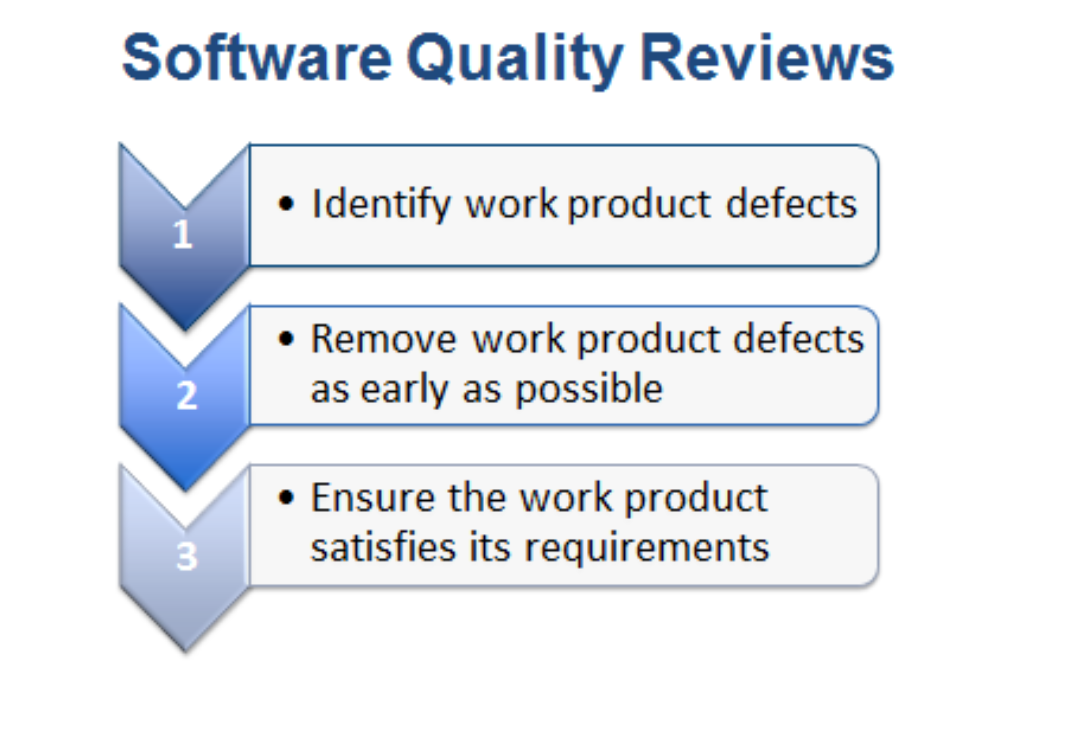 Software Quality Reviews
1
• Identify work product defects
2
• Remove work product defects
as early as possible
3
• Ensure the work product
satisfies its requirements